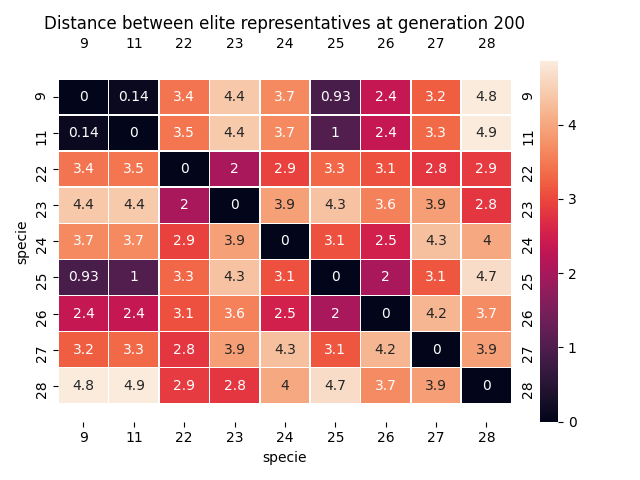 Distance between elite representatives at generation 200
9 11 22 23 24 25 26 27 28
9 0 0.14 3.4 4.4 3.7 0.93 2.4 3.2 4.8 9
11 0.14 0 3.5 4.4 3.7 1 2.4 3.3 4.9 11
22 3.4 3.5 0 2 2.9 3.3 3.1 2.8 2.9 22
23 4.4 4.4 2 0 3.9 4.3 3.6 3.9 2.8 23
24 3.7 3.7 2.9 3.9 0 3.1 2.5 4.3 4 24
25 0.93 1 3.3 4.3 3.1 0 2 3.1 4.7 25
26 2.4 2.4 3.1 3.6 2.5 2 0 4.2 3.7 26
27 3.2 3.3 2.8 3.9 4.3 3.1 4.2 0 3.9 27
28 4.8 4.9 2.9 2.8 4 4.7 3.7 3.9 0 28
9 11 22 23 24 25 26 27 28
specie
specie
4
3
2
1
0